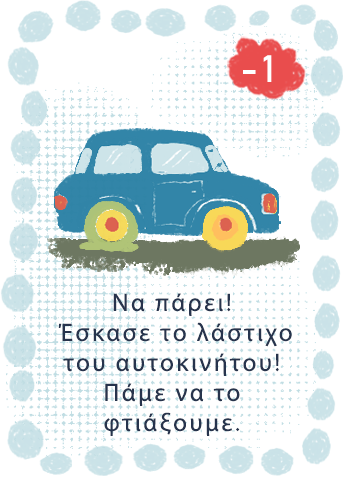 -1
Να πάρει!
Έσκασε το λάστιχο
του αυτοκινήτου!
Πάμε να το
φτιάξουμε.